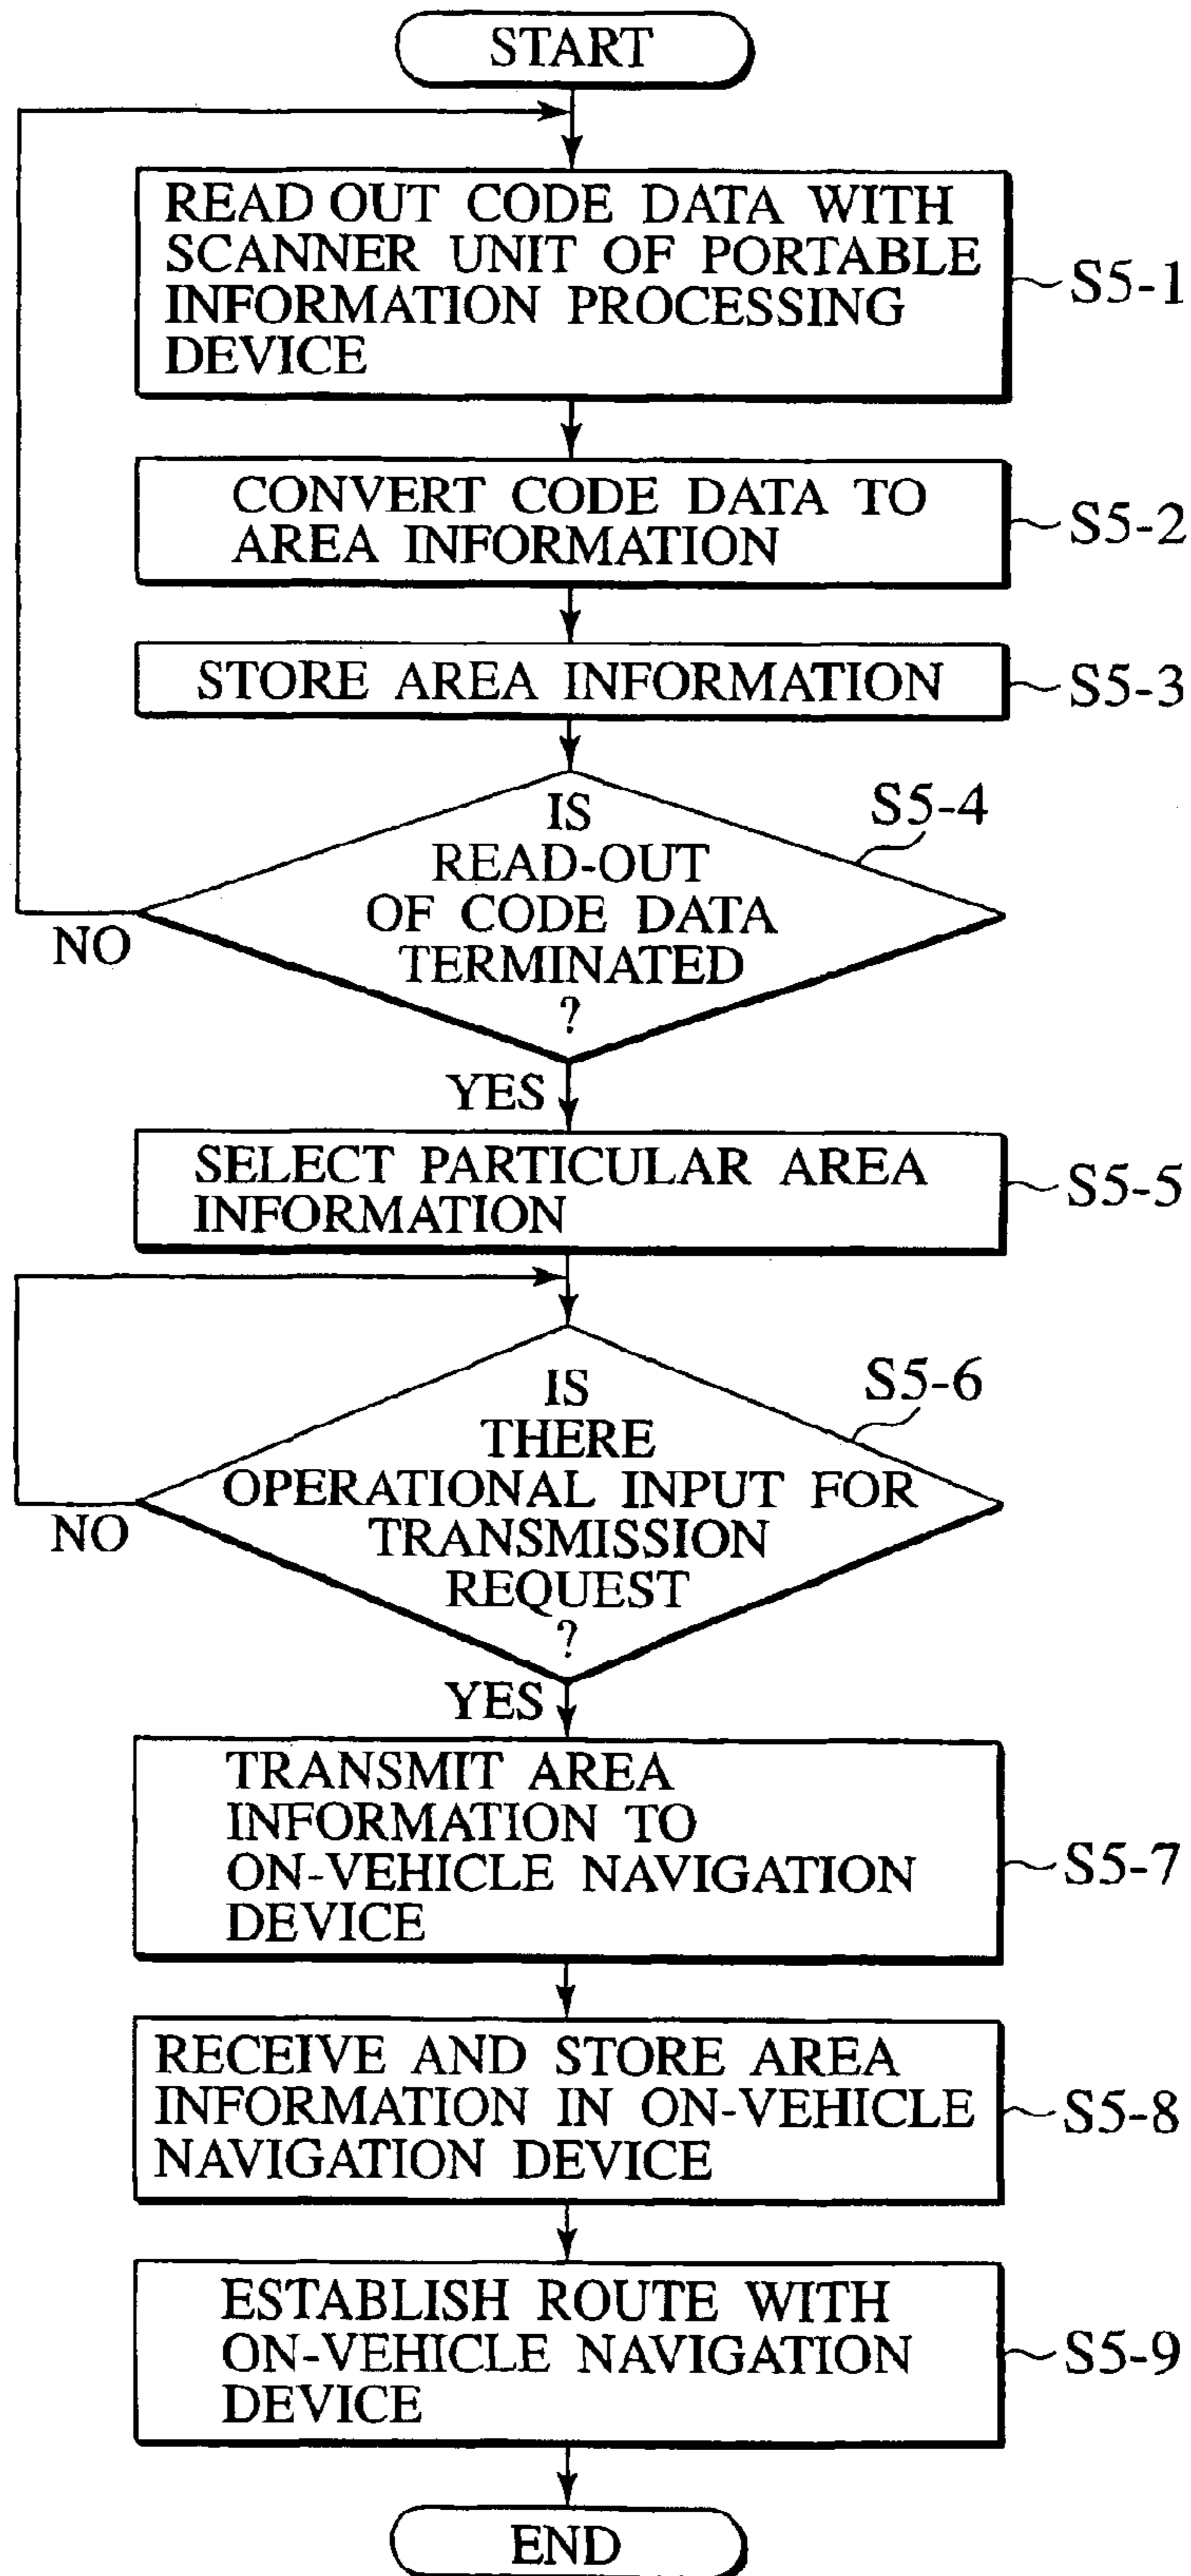 START
READ OUT CODE DATA WITH
SCANNER UNIT OF PORTABLE
INFORMATION PROCESSING
DEVICE
S5-1
CONVERT CODE DATA TO
AREA INFORMATION
S5-2
STORE AREA INFORMATION
S5-3
S5-4
IS
READ-OUT
OF CODE DATA
TERMINATED
?
NO
YES
SELECT PARTICULAR AREA
INFORMATION
S5-5
S5-6
IS
THERE
OPERATIONAL INPUT FOR
TRANSMISSION
REQUEST
?
NO
YES
TRANSMIT AREA
INFORMATION TO
ON-VEHICLE NAVIGATION
DEVICE
S5-7
RECEIVE AND STORE AREA
INFORMATION IN ON-VEHICLE
NAVIGATION DEVICE
S5-8
ESTABLISH ROUTE WITH
ON-VEHICLE NAVIGATION
DEVICE
S5-9
END